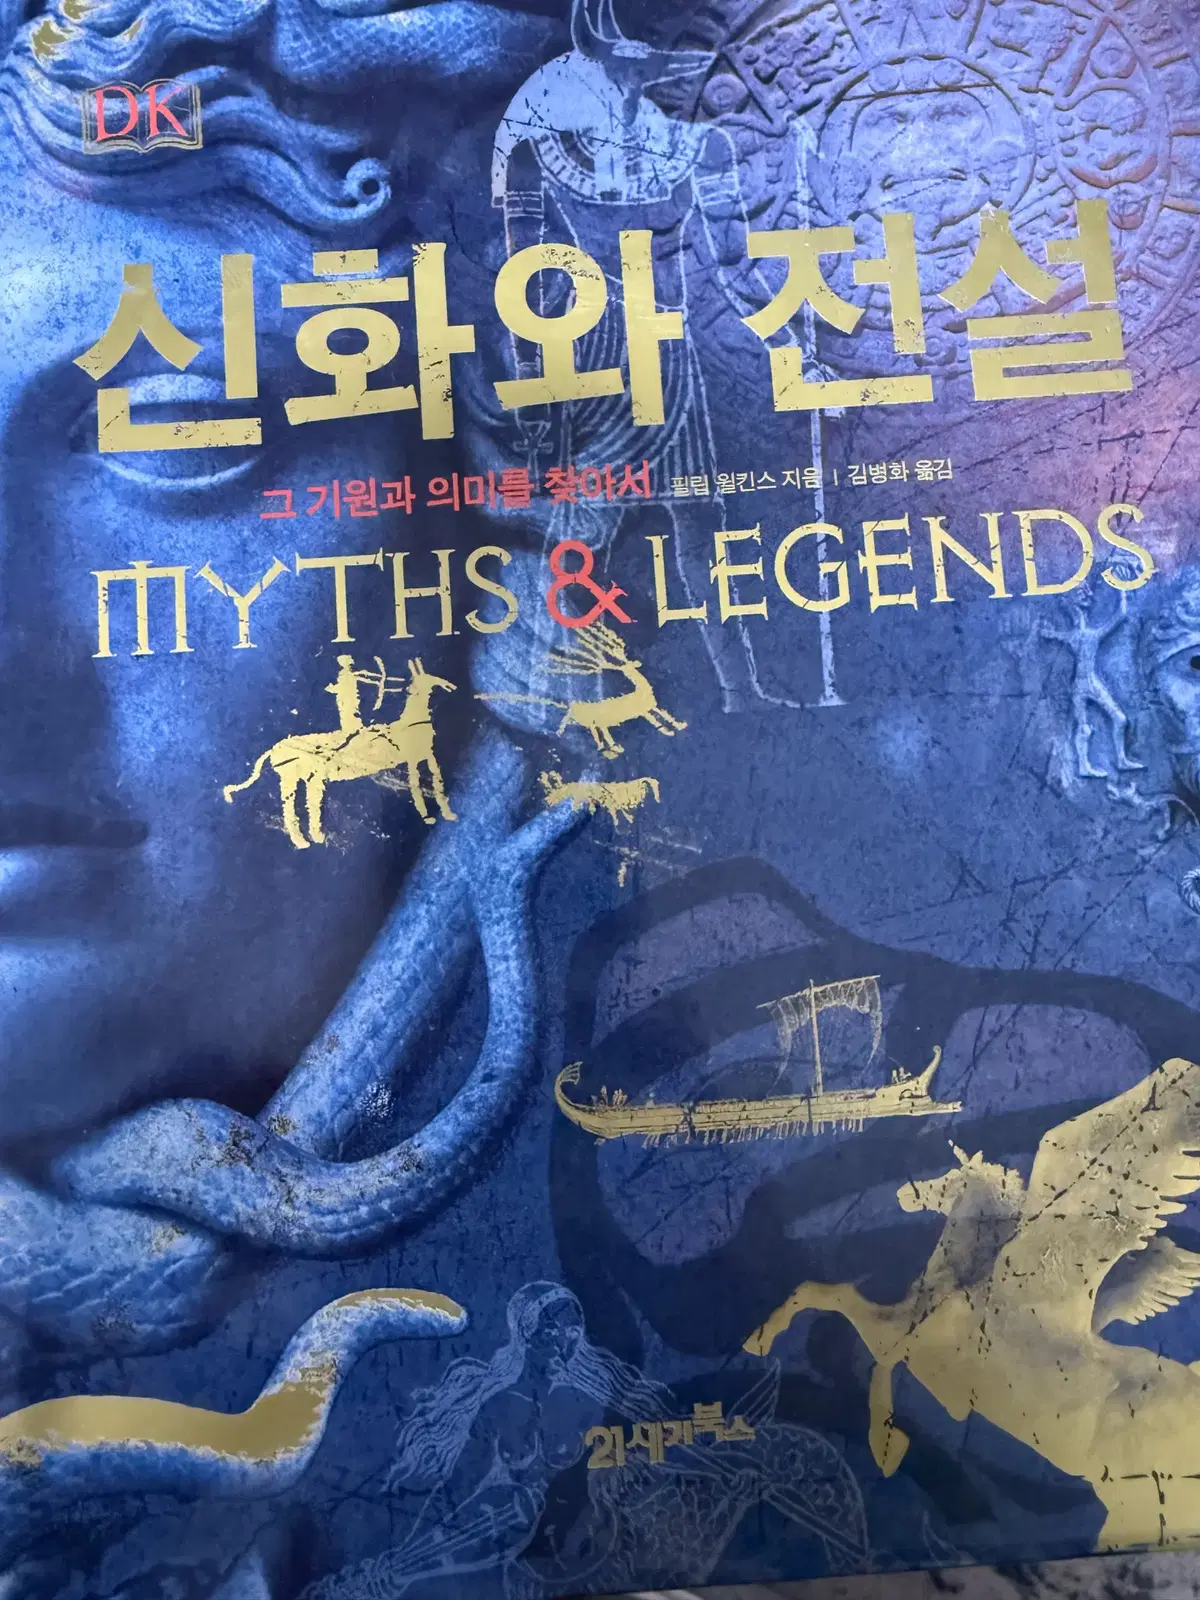 DK
신화와 전설
그 기원과 의미를 찾아서 필립 윌킨스 지음 | 김병화 옮김
MYTHS & LEGENDS
21세기북스